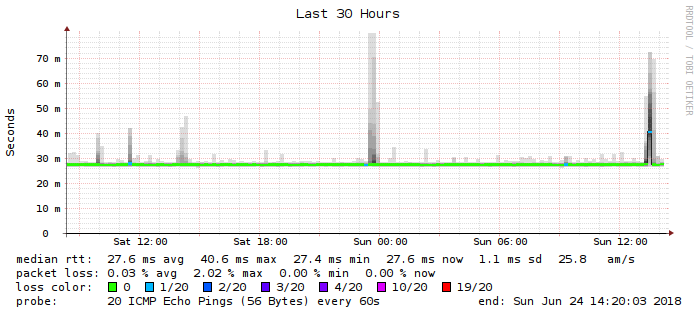 Last 30 Hours
RRDTOOL / TOBI OETIKER
Seconds
70 m
60 m
50 m
40 m
30 m
20 m
10 m
0
Sat 12:00 Sat 18:00 Sun 00:00 Sun 06:00 Sun 12:00
median rtt: 27.6 ms avg 40.6 ms max 27.4 ms min 27.6 ms now 1.1 ms sd 25.8 am/s
packet loss: 0.03 % avg 2.02 % max 0.00 % min 0.00 % now
loss color: 0 1/20 2/20 3/20 4/20 10/20 19/20
probe: 20 ICMP Echo Pings (56 Bytes) every 60s end: Sun Jun 24 14:20:03 2018